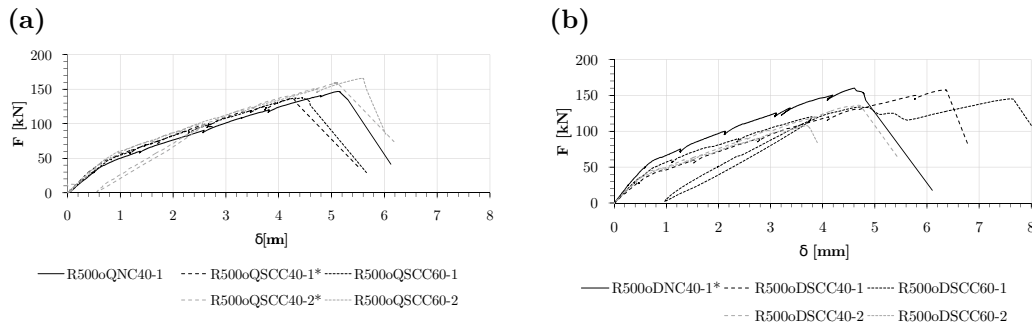 (a)
200
150
100
50
0
F [kN]
0 1 2 3 4 5 6 7 8
δ[m]
R500oQNC40-1 R500oQSCC40-1* R500oQSCC60-1
R500oQSCC40-2* R500oQSCC60-2
(b)
200
150
100
50
0
F [kN]
0 1 2 3 4 5 6 7 8
δ [mm]
R500oDNC40-1* R500oDSCC40-1 R500oDSCC60-1
R500oDSCC40-2 R500oDSCC60-2